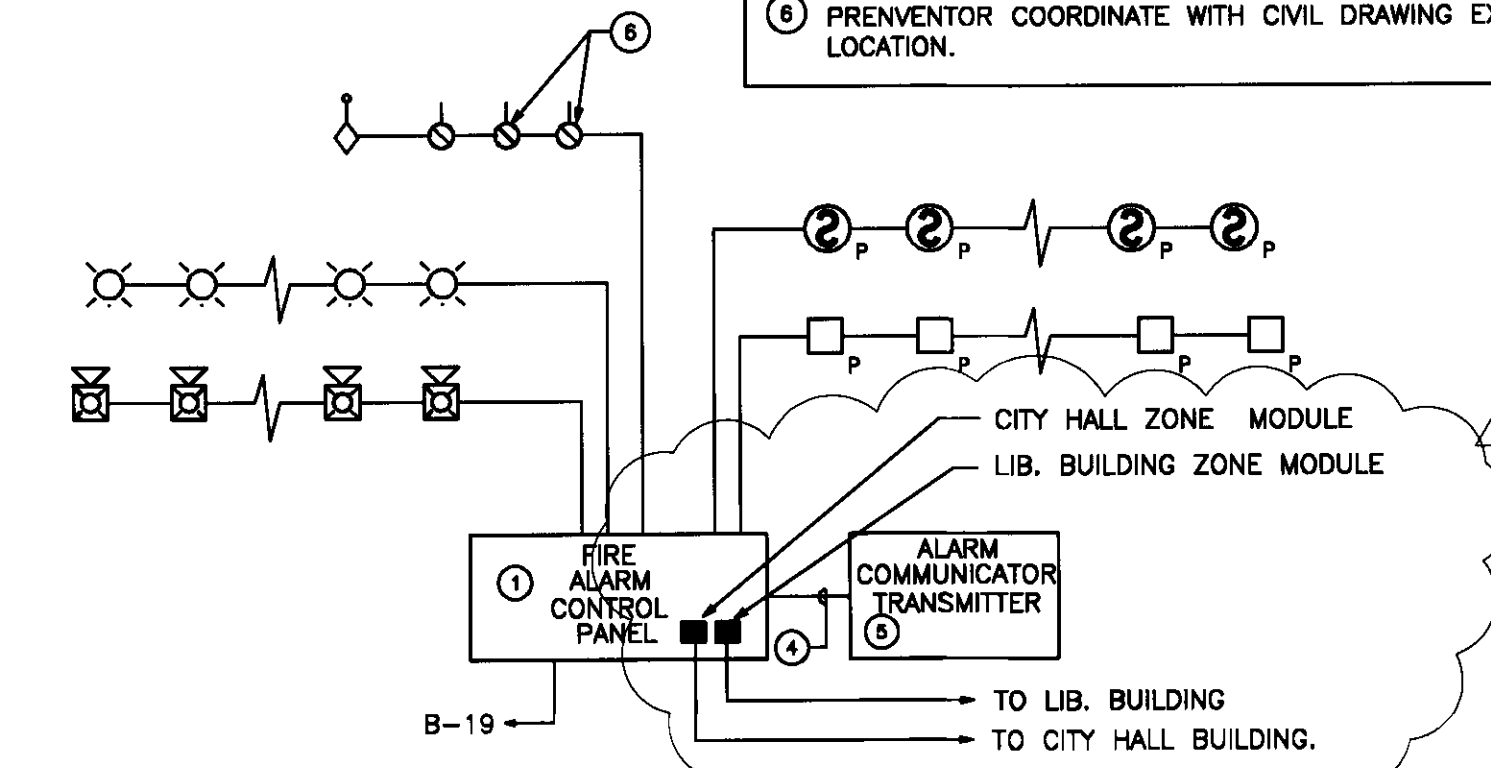 6 PRENVENTOR COORDINATE WITH CIVIL DRAWING EX
LOCATION.
6
P P P P
P P P P
CITY HALL ZONE MODULE
LIB. BUILDING ZONE MODULE
1
FIRE
ALARM
CONTROL
PANEL
ALARM
COMMUNICATOR
TRANSMITTER
5
4
B-19
TO LIB. BUILDING
TO CITY HALL BUILDING.